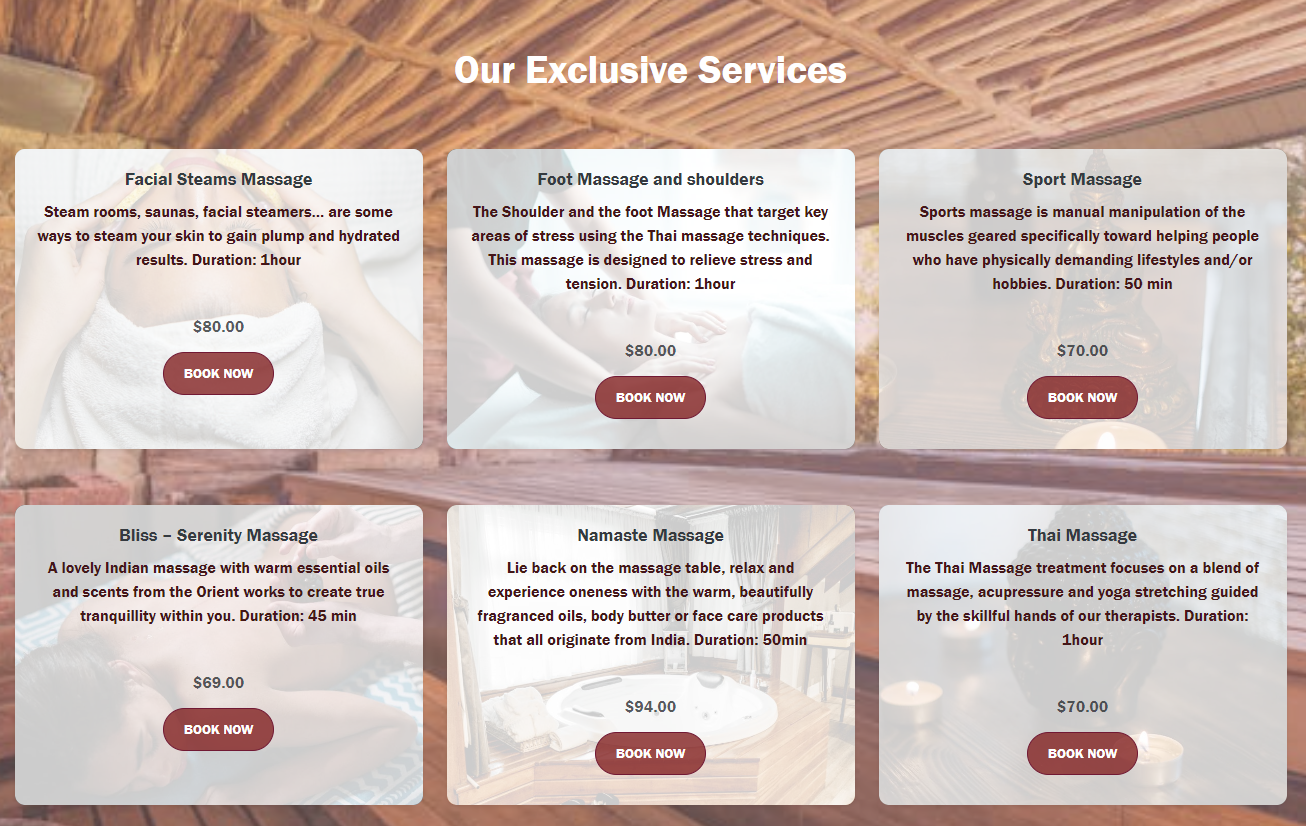 Our Exclusive Services
Facial Steams Massage
Steam rooms, saunas, facial steamers... are some
ways to steam your skin to gain plump and hydrated
results. Duration: 1hour
$80.00
BOOK NOW
Foot Massage and shoulders
The Shoulder and the foot Massage that target key
areas of stress using the Thai massage techniques.
This massage is designed to relieve stress and
tension. Duration: 1hour
$80.00
BOOK NOW
Sport Massage
Sports massage is manual manipulation of the
muscles geared specifically toward helping people
who have physically demanding lifestyles and/or
hobbies. Duration: 50 min
$70.00
BOOK NOW
Bliss – Serenity Massage
A lovely Indian massage with warm essential oils
and scents from the Orient works to create true
tranquillity within you. Duration: 45 min
$69.00
BOOK NOW
Namaste Massage
Lie back on the massage table, relax and
experience oneness with the warm, beautifully
fragranced oils, body butter or face care products
that all originate from India. Duration: 50min
$94.00
BOOK NOW
Thai Massage
The Thai Massage treatment focuses on a blend of
massage, acupressure and yoga stretching guided
by the skillful hands of our therapists. Duration:
1hour
$70.00
BOOK NOW